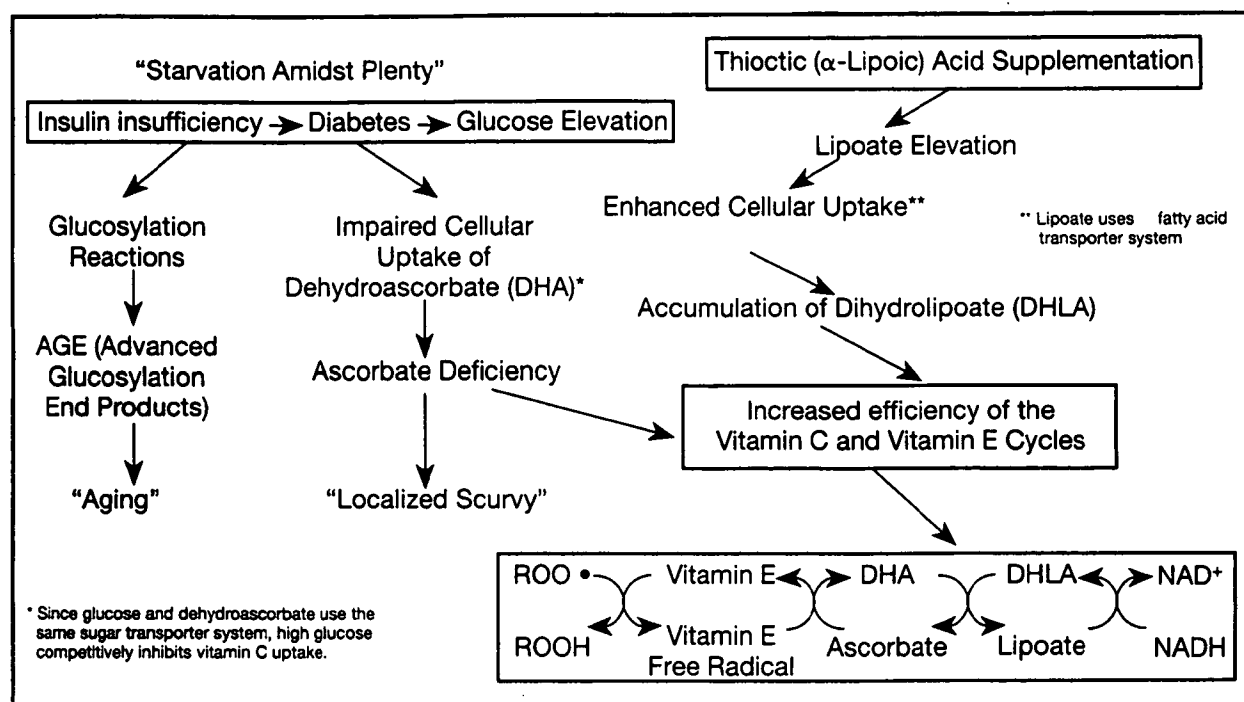 "Starvation Amidst Plenty"
Insulin insufficiency → Diabetes → Glucose Elevation
Glucosylation
Reactions
AGE (Advanced
Glucosylation
End Products)
"Aging"
Impaired Cellular
Uptake of
Dehydroascorbate (DHA)*
Ascorbate Deficiency
"Localized Scurvy"
Thioctic (α-Lipoic) Acid Supplementation
Lipoate Elevation
Enhanced Cellular Uptake**
** Lipoate uses fatty acid
transporter system
Accumulation of Dihydrolipoate (DHLA)
Increased efficiency of the
Vitamin C and Vitamin E Cycles
ROO • Vitamin E DHA DHLA NAD+
ROOH Vitamin E Ascorbate Lipoate NADH
Free Radical
* Since glucose and dehydroascorbate use the
same sugar transporter system, high glucose
competitively inhibits vitamin C uptake.